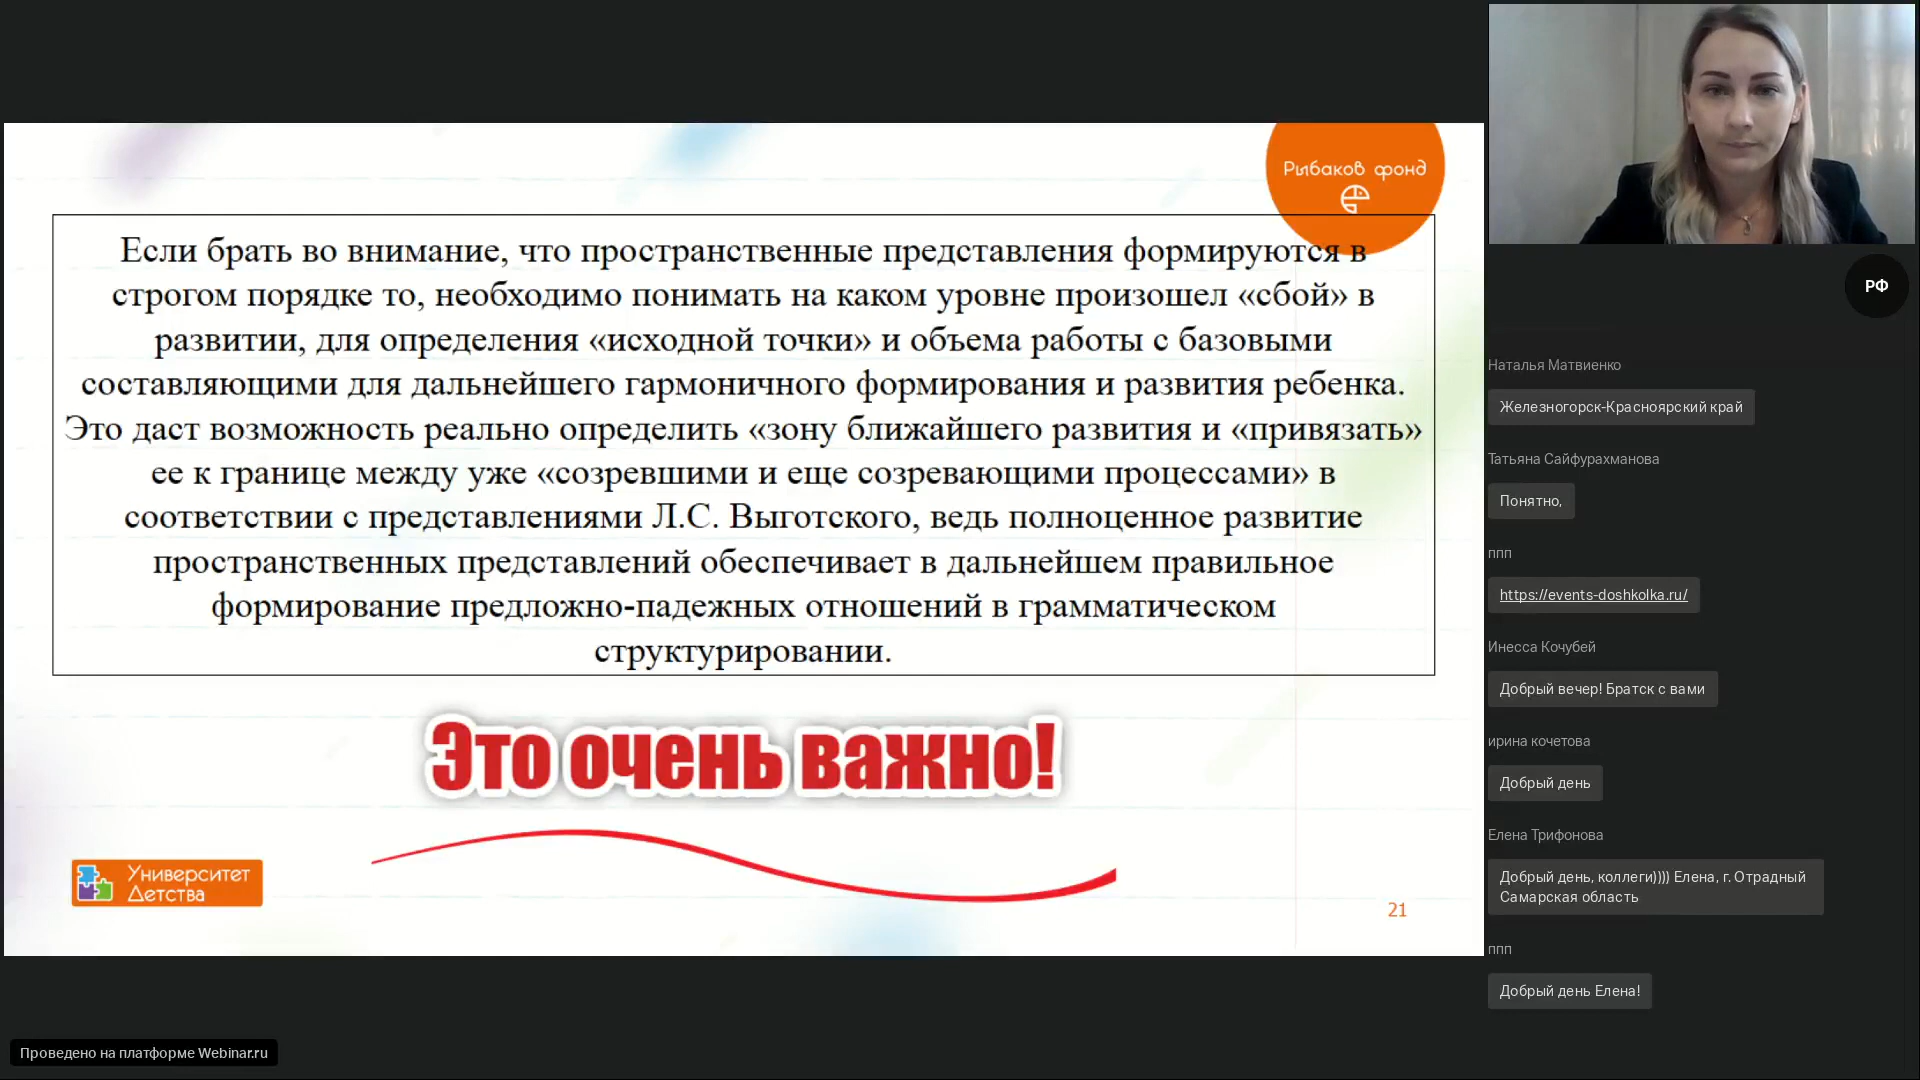 Рыбаков фонд
Если брать во внимание, что пространственные представления формируются в
строгом порядке то, необходимо понимать на каком уровне произошел «сбой» в
развитии, для определения «исходной точки» и объема работы с базовыми
составляющими для дальнейшего гармоничного формирования и развития ребенка.
Это даст возможность реально определить «зону ближайшего развития и «привязать»
ее к границе между уже «созревшими и еще созревающими процессами» в
соответствии с представлениями Л.С. Выготского, ведь полноценное развитие
пространственных представлений обеспечивает в дальнейшем правильное
формирование предложно-падежных отношений в грамматическом
структурировании.
Это очень важно!
Университет
Детства
21
Проведено на платформе Webinar.ru
РФ
Наталья Матвиенко
Железногорск-Красноярский край
Татьяна Сайфурахманова
Понятно,
ппп
https://events-doshkolka.ru/
Инесса Кочубей
Добрый вечер! Братск с вами
ирина кочетова
Добрый день
Елена Трифонова
Добрый день, коллеги)))) Елена, г. Отрадный
Самарская область
ппп
Добрый день Елена!